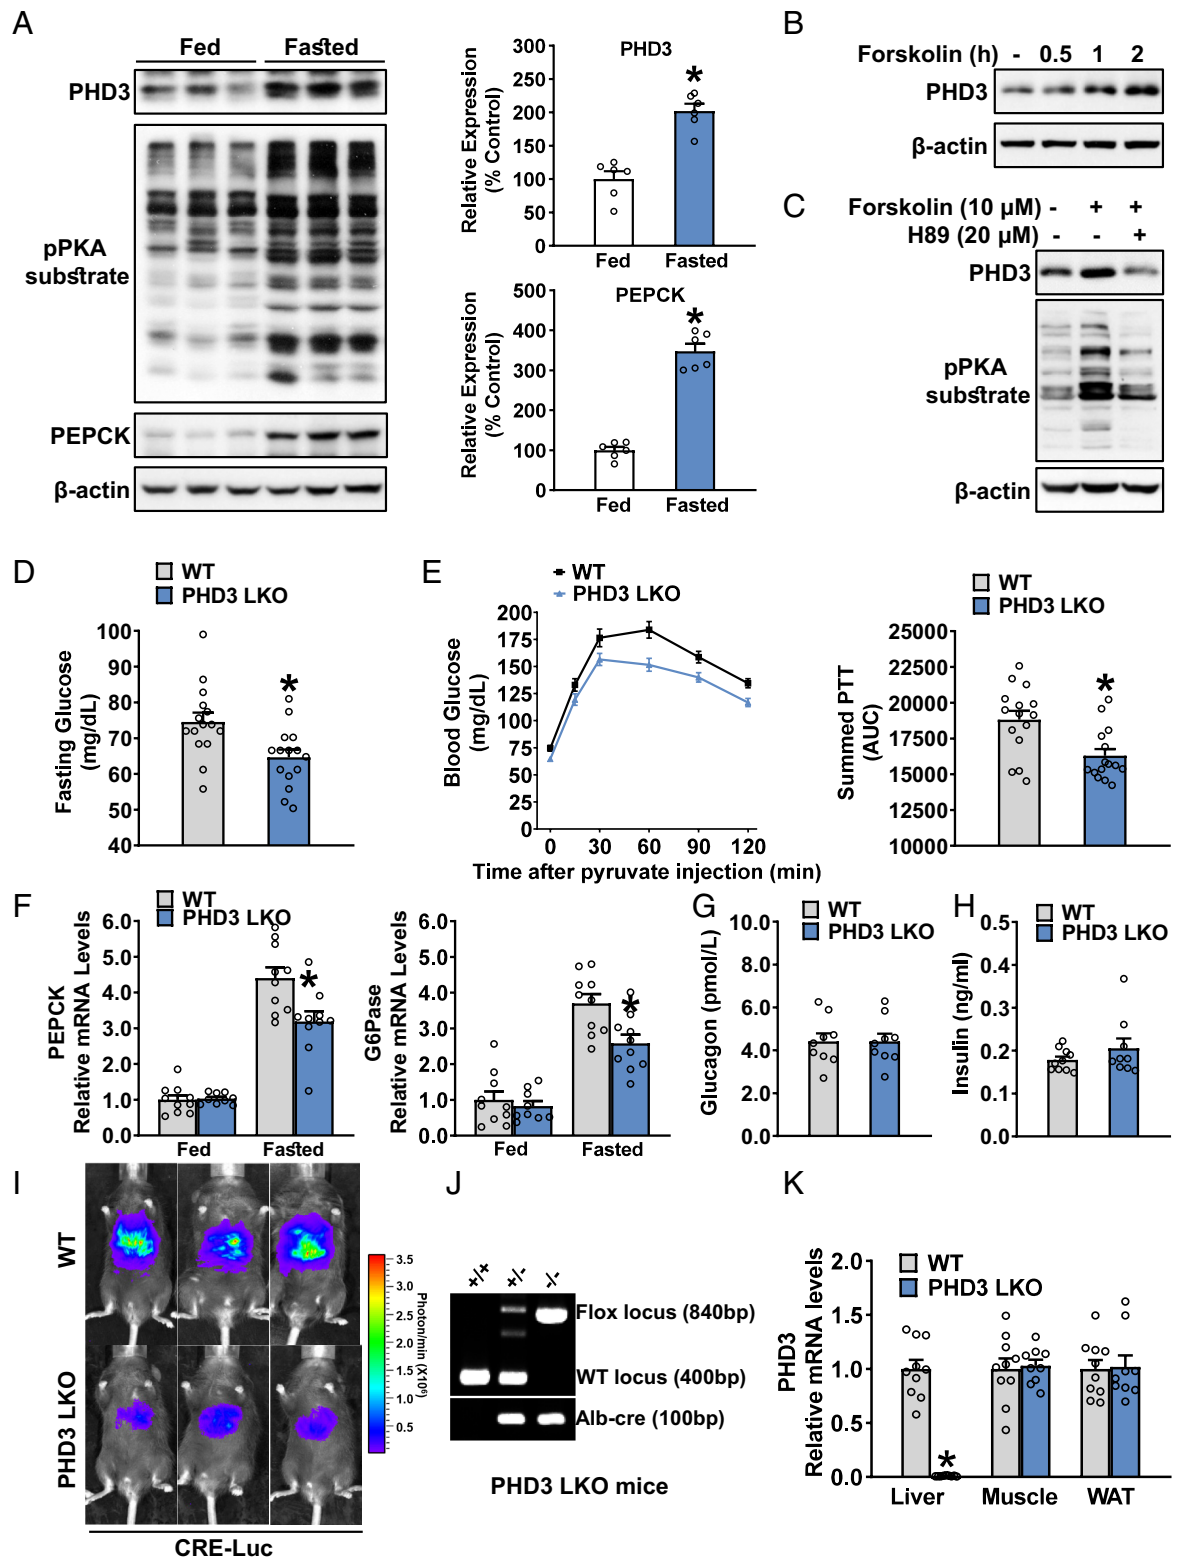 A
Fed Fasted
PHD3
pPKA
substrate
PEPCK
β-actin
PHD3
Relative Expression
(% Control)
300
250
200
150
100
50
0
*
Fed Fasted
PEPCK
Relative Expression
(% Control)
500
400
300
200
100
0
*
Fed Fasted
B
Forskolin (h) - 0.5 1 2
PHD3
β-actin
C
Forskolin (10 µM) - + +
H89 (20 µM) - - +
PHD3
pPKA
substrate
β-actin
D
WT
PHD3 LKO
Fasting Glucose
(mg/dL)
100
90
80
70
60
50
40
*
E
WT
PHD3 LKO
Blood Glucose
(mg/dL)
200
175
150
125
100
75
50
25
0
0 30 60 90 120
Time after pyruvate injection (min)
WT
PHD3 LKO
Summed PTT
(AUC)
25000
22500
20000
17500
15000
12500
10000
*
F
WT
PHD3 LKO
PEPCK
Relative mRNA Levels
6.0
5.0
4.0
3.0
2.0
1.0
0.0
*
Fed Fasted
G6Pase
Relative mRNA Levels
6.0
5.0
4.0
3.0
2.0
1.0
0.0
*
Fed Fasted
G
WT
PHD3 LKO
Glucagon (pmol/L)
10.0
8.0
6.0
4.0
2.0
0.0
H
WT
PHD3 LKO
Insulin (ng/ml)
0.5
0.4
0.3
0.2
0.1
0.0
I
WT
PHD3 LKO
3.5
3.0
2.5
2.0
1.5
1.0
0.5
Photon/min (X10⁶)
CRE-Luc
J
+/+ +/- -/-
Flox locus (840bp)
WT locus (400bp)
Alb-cre (100bp)
PHD3 LKO mice
K
WT
PHD3 LKO
PHD3
Relative mRNA levels
2.0
1.5
1.0
0.5
0.0
*
Liver Muscle WAT